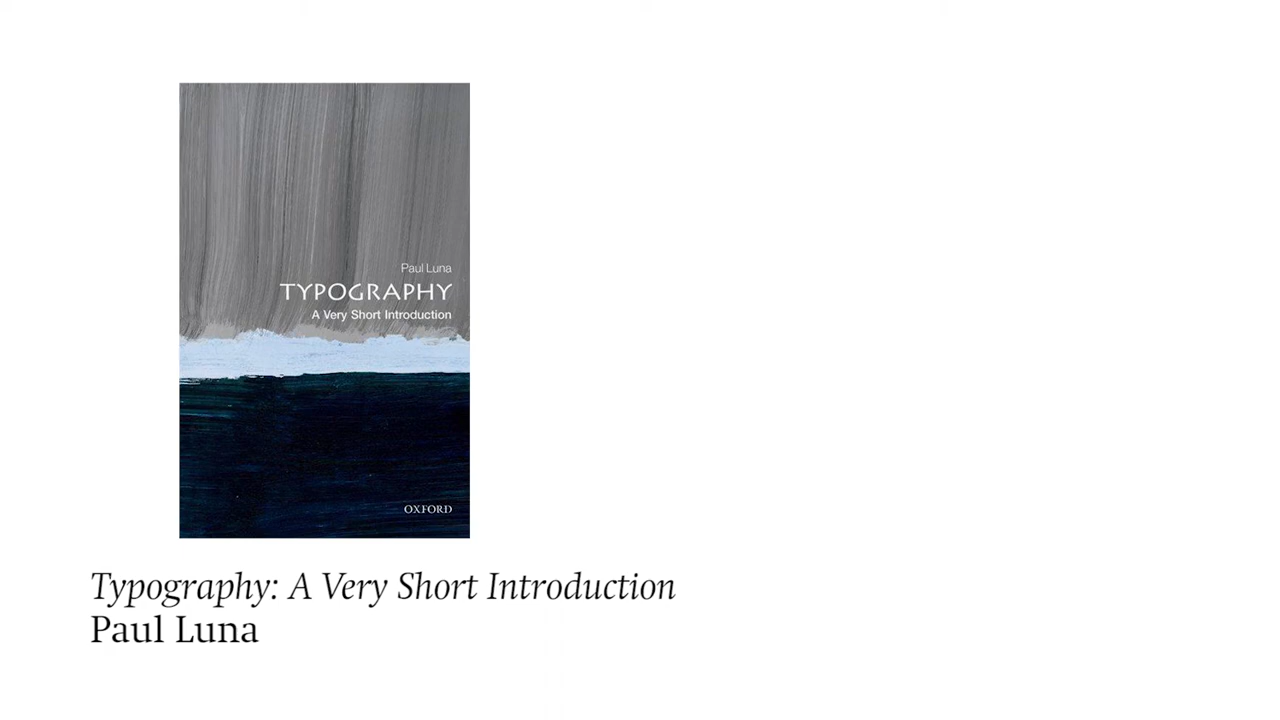 Paul Luna
TYPOGRAPHY
A Very Short Introduction
OXFORD
Typography: A Very Short Introduction
Paul Luna